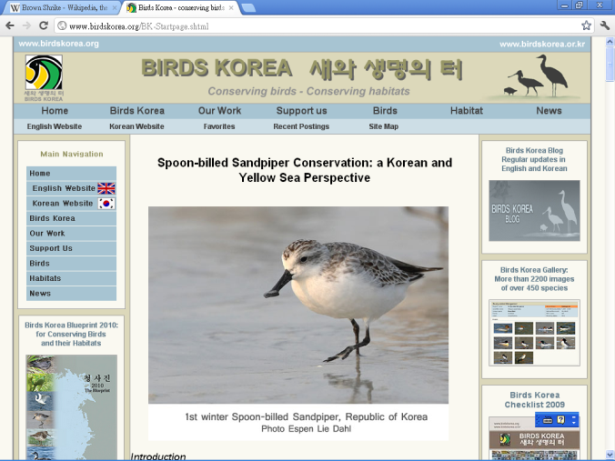 Brown Shrike - Wikipedia, the
Birds Korea - conserving birds
www.birdskorea.org/BK-Startpage.shtml
www.birdskorea.org
www.birdskorea.or.kr
BIRDS KOREA 새와 생명의 터
새와 생명의 터
BIRDS KOREA
Conserving birds - Conserving habitats
Home Birds Korea Our Work Support us Birds Habitat News
English Website Korean Website Favorites Recent Postings Site Map
Main Navigation
Home
English Website
Korean Website
Birds Korea
Our Work
Support Us
Birds
Habitats
News
Birds Korea Blueprint 2010:
for Conserving Birds
and their Habitats
청 사 진
2010
The Blueprint
Spoon-billed Sandpiper Conservation: a Korean and
Yellow Sea Perspective
1st winter Spoon-billed Sandpiper, Republic of Korea
Photo Espen Lie Dahl
Introduction
Birds Korea Blog
Regular updates in
English and Korean
BIRDS KOREA
BLOG
Birds Korea Gallery:
More than 2200 images
of over 450 species
Birds Korea
Checklist 2009
BIRDS KOREA
새와 생명의 터